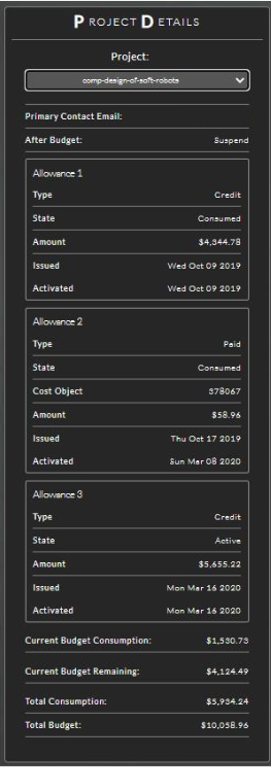 PROJECT DETAILS
Project:
comp-design-of-soft-robots
Primary Contact Email:
After Budget: Suspend
Allowance 1
Type Credit
State Consumed
Amount $4,344.78
Issued Wed Oct 09 2019
Activated Wed Oct 09 2019
Allowance 2
Type Paid
State Consumed
Cost Object 378067
Amount $58.96
Issued Thu Oct 17 2019
Activated Sun Mar 08 2020
Allowance 3
Type Credit
State Active
Amount $5,655.22
Issued Mon Mar 16 2020
Activated Mon Mar 16 2020
Current Budget Consumption: $1,530.73
Current Budget Remaining: $4,124.49
Total Consumption: $5,934.24
Total Budget: $10,058.96